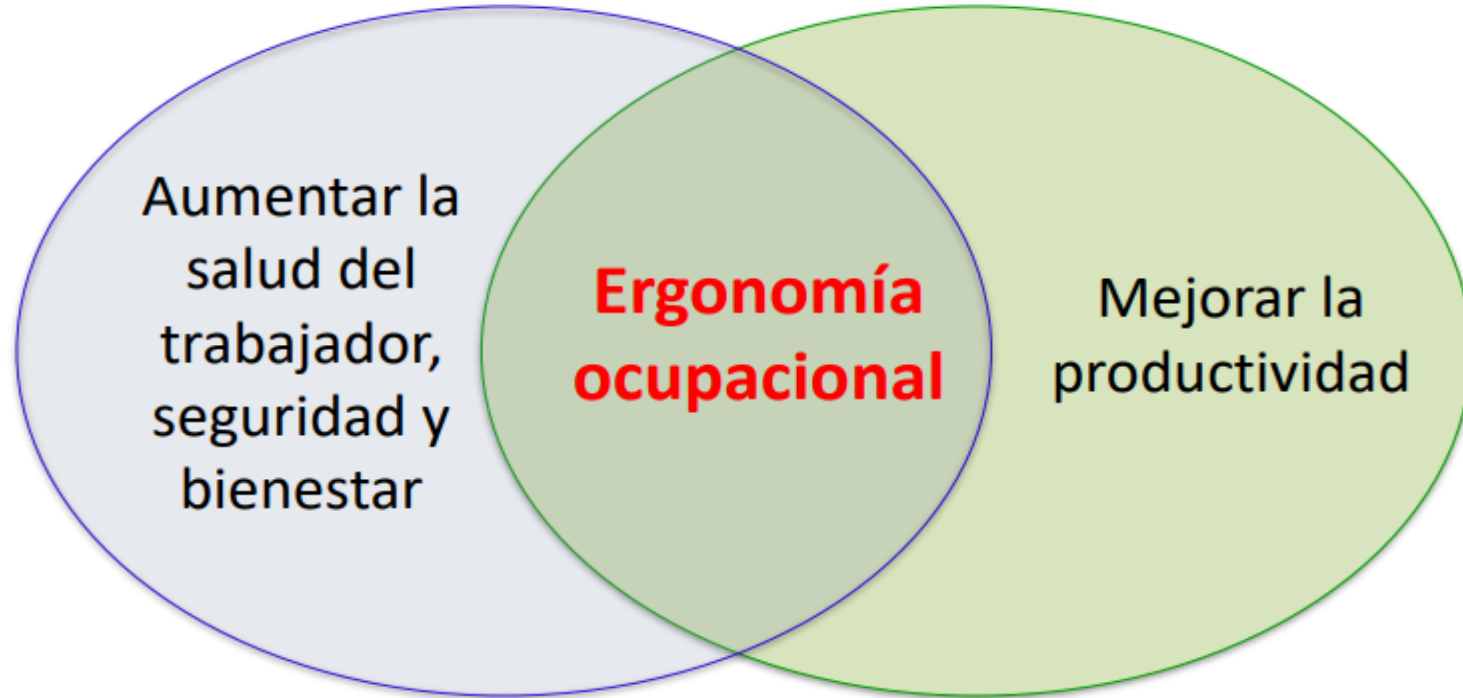 Aumentar la
salud del
trabajador,
seguridad y
bienestar
Ergonomía
ocupacional
Mejorar la
productividad